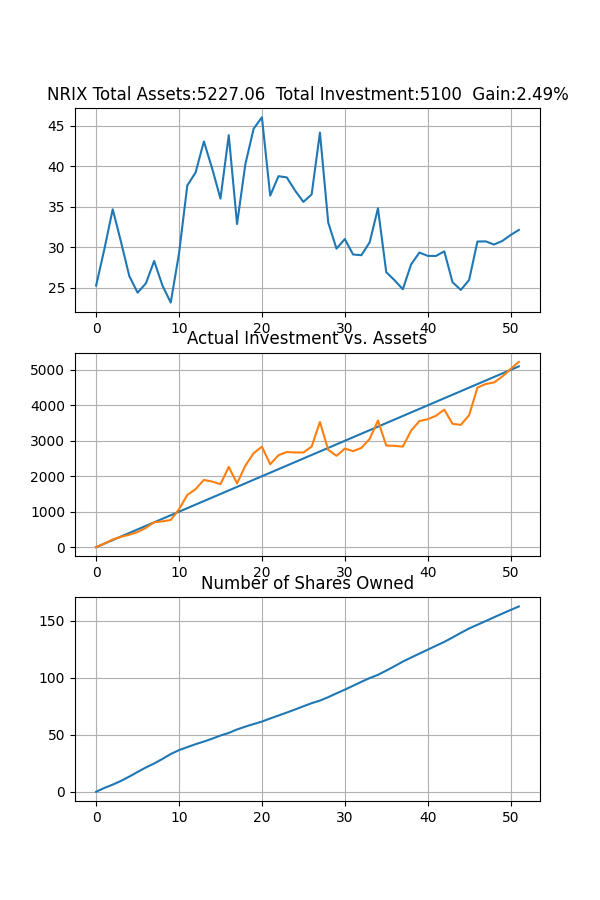 NRIX Total Assets:5227.06  Total Investment:5100  Gain:2.49%
45
40
35
30
25
0 10 20 30 40 50
Actual Investment vs. Assets
5000
4000
3000
2000
1000
0
0 10 20 30 40 50
Number of Shares Owned
150
100
50
0
0 10 20 30 40 50